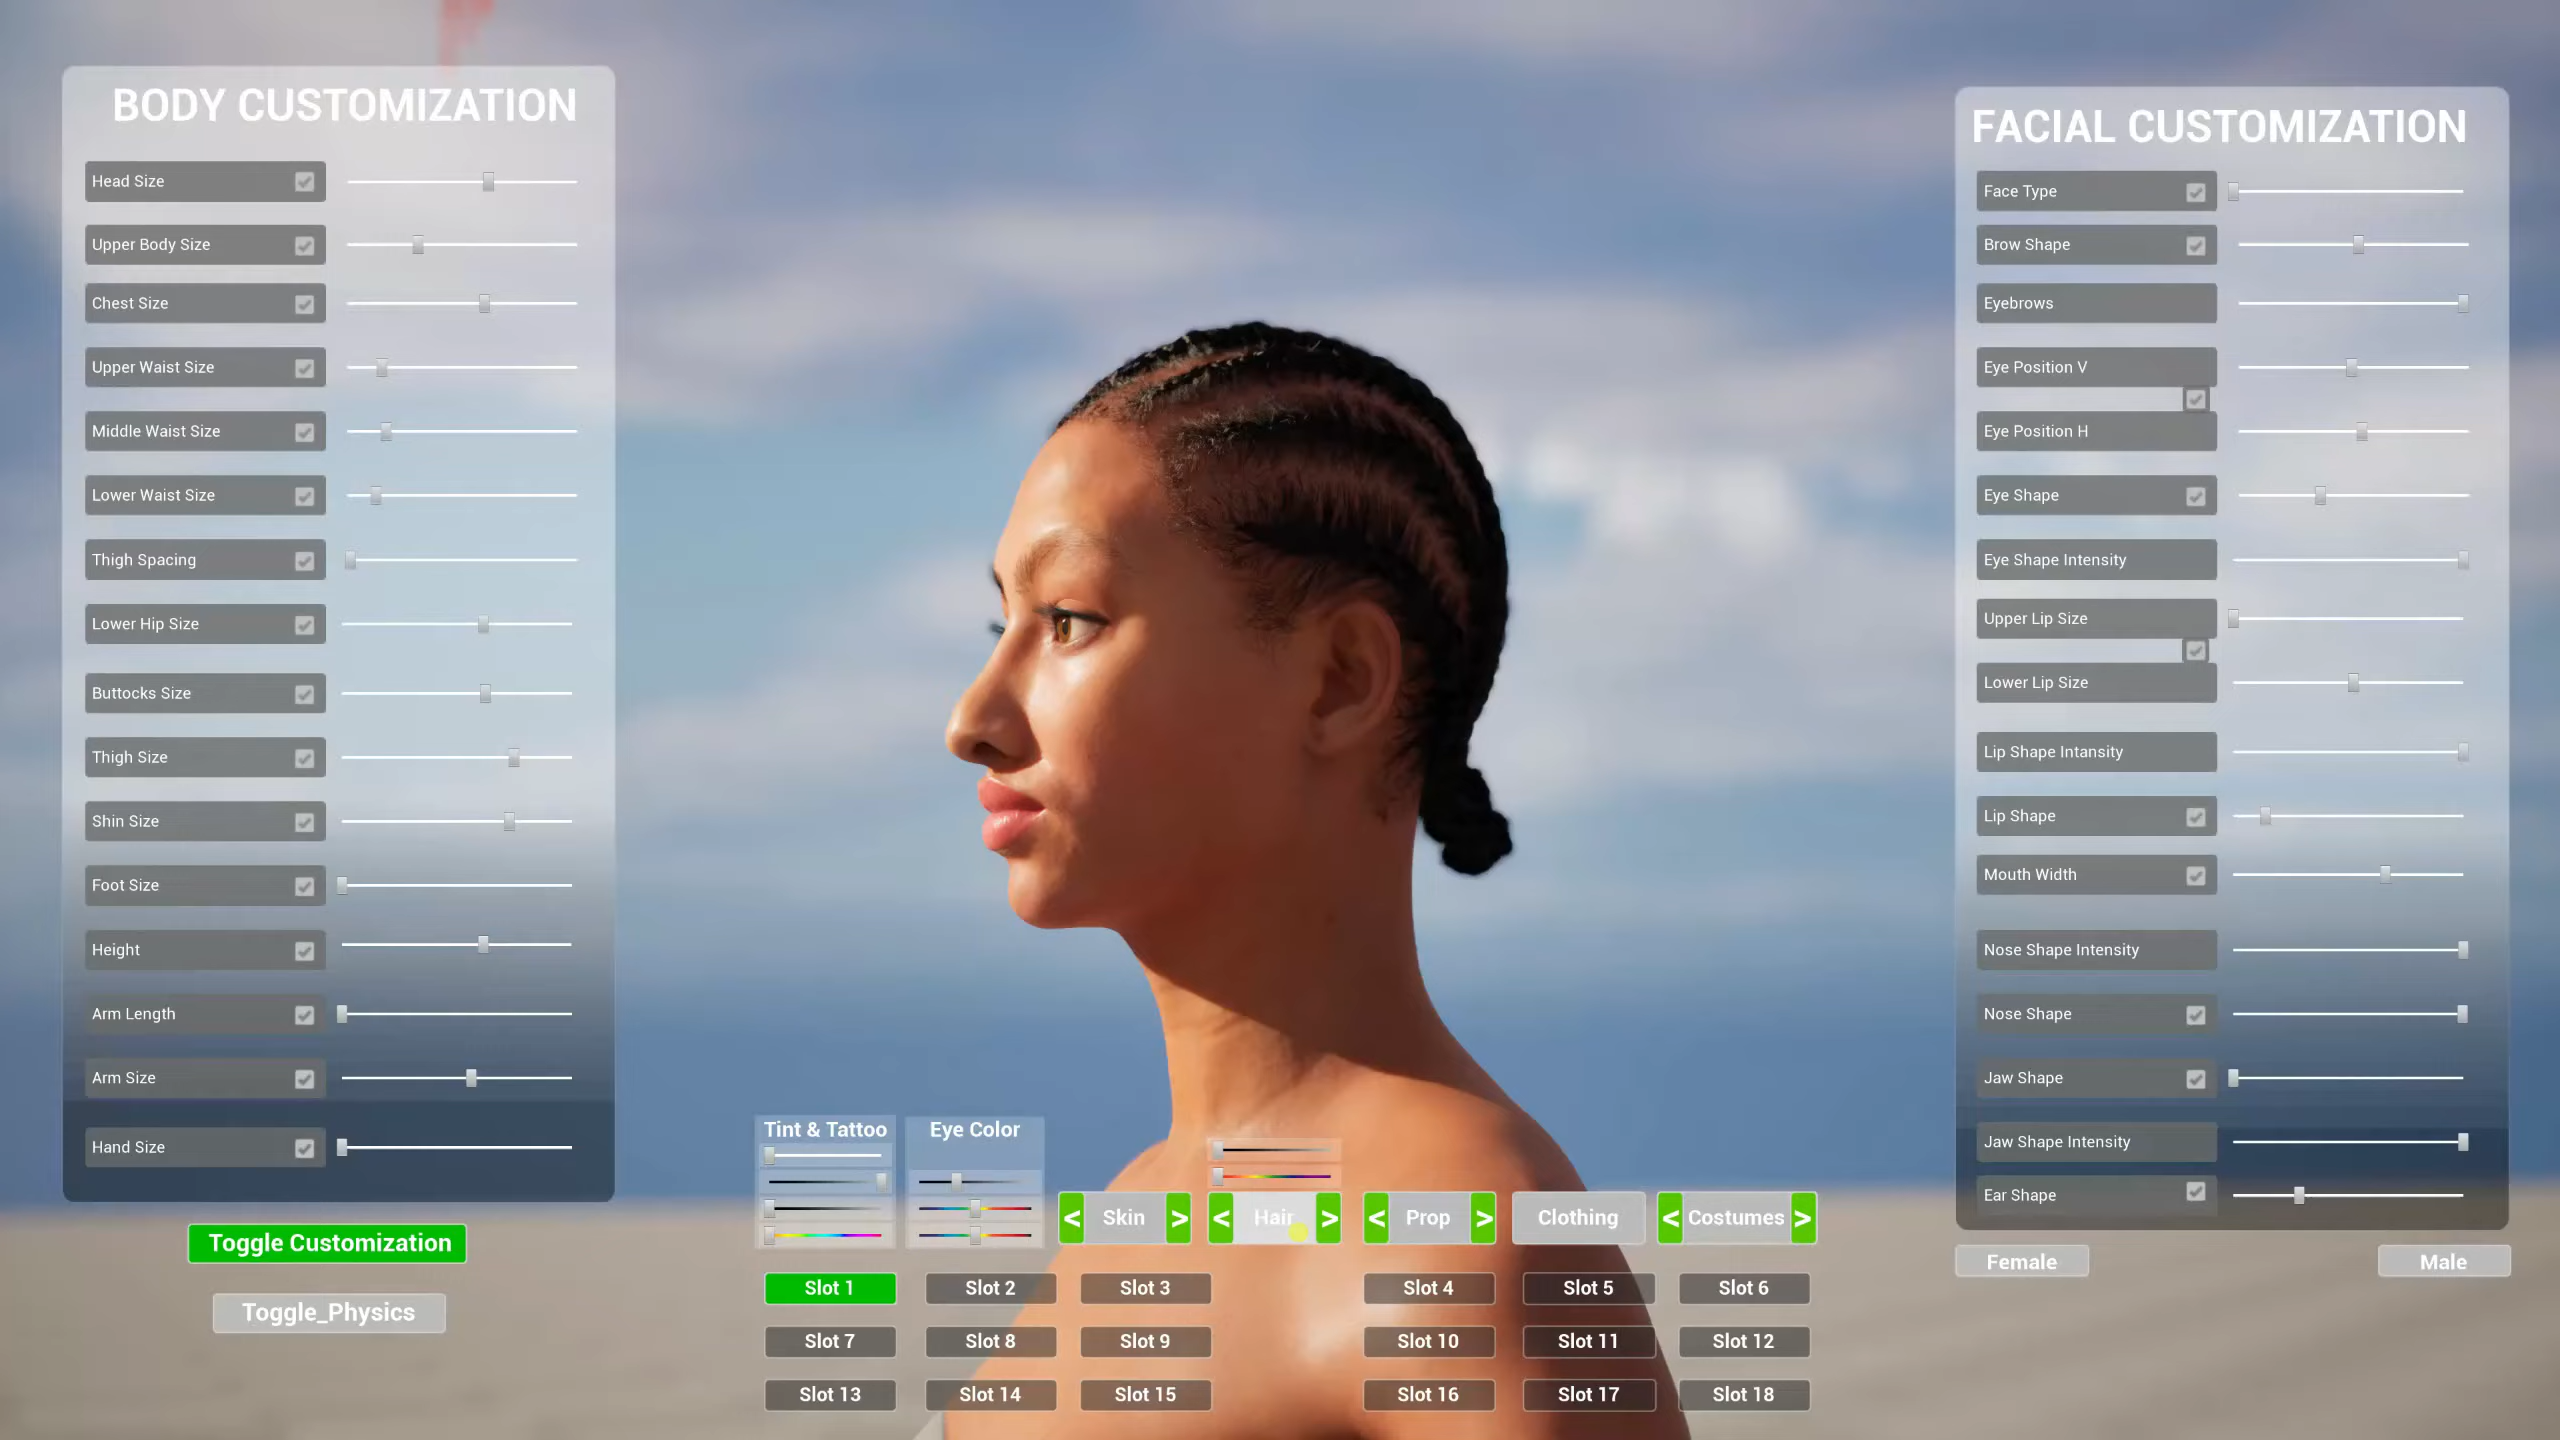 BODY CUSTOMIZATION
Head Size
Upper Body Size
Chest Size
Upper Waist Size
Middle Waist Size
Lower Waist Size
Thigh Spacing
Lower Hip Size
Buttocks Size
Thigh Size
Shin Size
Foot Size
Height
Arm Length
Arm Size
Hand Size
Toggle Customization
Toggle_Physics
Tint & Tattoo
Eye Color
< Skin >
< Hair >
< Prop >
Clothing
< Costumes >
Slot 1
Slot 2
Slot 3
Slot 4
Slot 5
Slot 6
Slot 7
Slot 8
Slot 9
Slot 10
Slot 11
Slot 12
Slot 13
Slot 14
Slot 15
Slot 16
Slot 17
Slot 18
FACIAL CUSTOMIZATION
Face Type
Brow Shape
Eyebrows
Eye Position V
Eye Position H
Eye Shape
Eye Shape Intensity
Upper Lip Size
Lower Lip Size
Lip Shape Intansity
Lip Shape
Mouth Width
Nose Shape Intensity
Nose Shape
Jaw Shape
Jaw Shape Intensity
Ear Shape
Female
Male